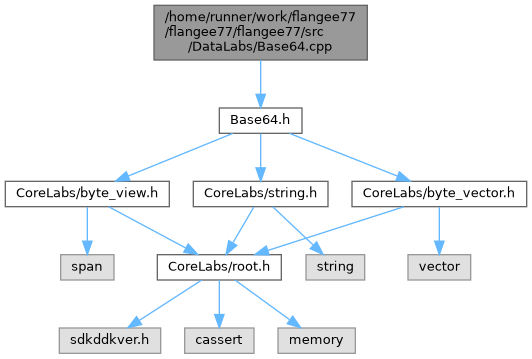 /home/runner/work/flangee77
/flangee77/flangee77/src
/DataLabs/Base64.cpp
Base64.h
CoreLabs/byte_view.h
CoreLabs/string.h
CoreLabs/byte_vector.h
span
CoreLabs/root.h
string
vector
sdkddkver.h
cassert
memory